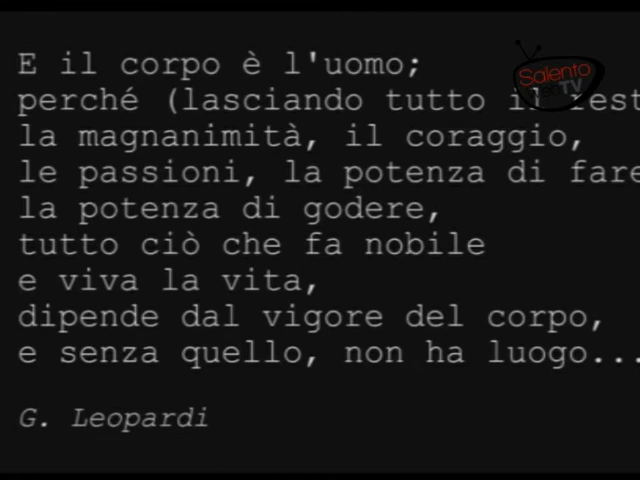 E il corpo è l'uomo;
perché (lasciando tutto il rest
la magnanimità, il coraggio,
le passioni, la potenza di fare
la potenza di godere,
tutto ciò che fa nobile
e viva la vita,
dipende dal vigore del corpo,
e senza quello, non ha luogo...
G. Leopardi
Salento
TV